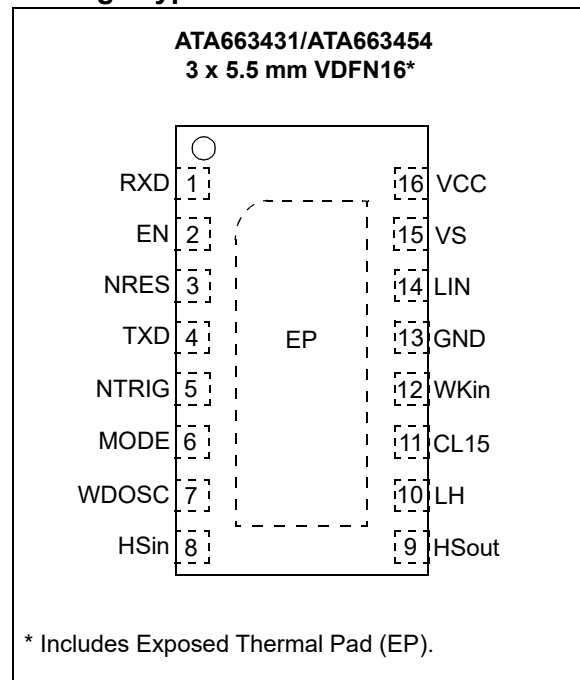 ATA663431/ATA663454
3 x 5.5 mm VDFN16*
RXD 1 16 VCC
EN 2 15 VS
NRES 3 14 LIN
TXD 4 EP 13 GND
NTRIG 5 12 WKin
MODE 6 11 CL15
WDOSC 7 10 LH
HSin 8 9 HSout
* Includes Exposed Thermal Pad (EP).